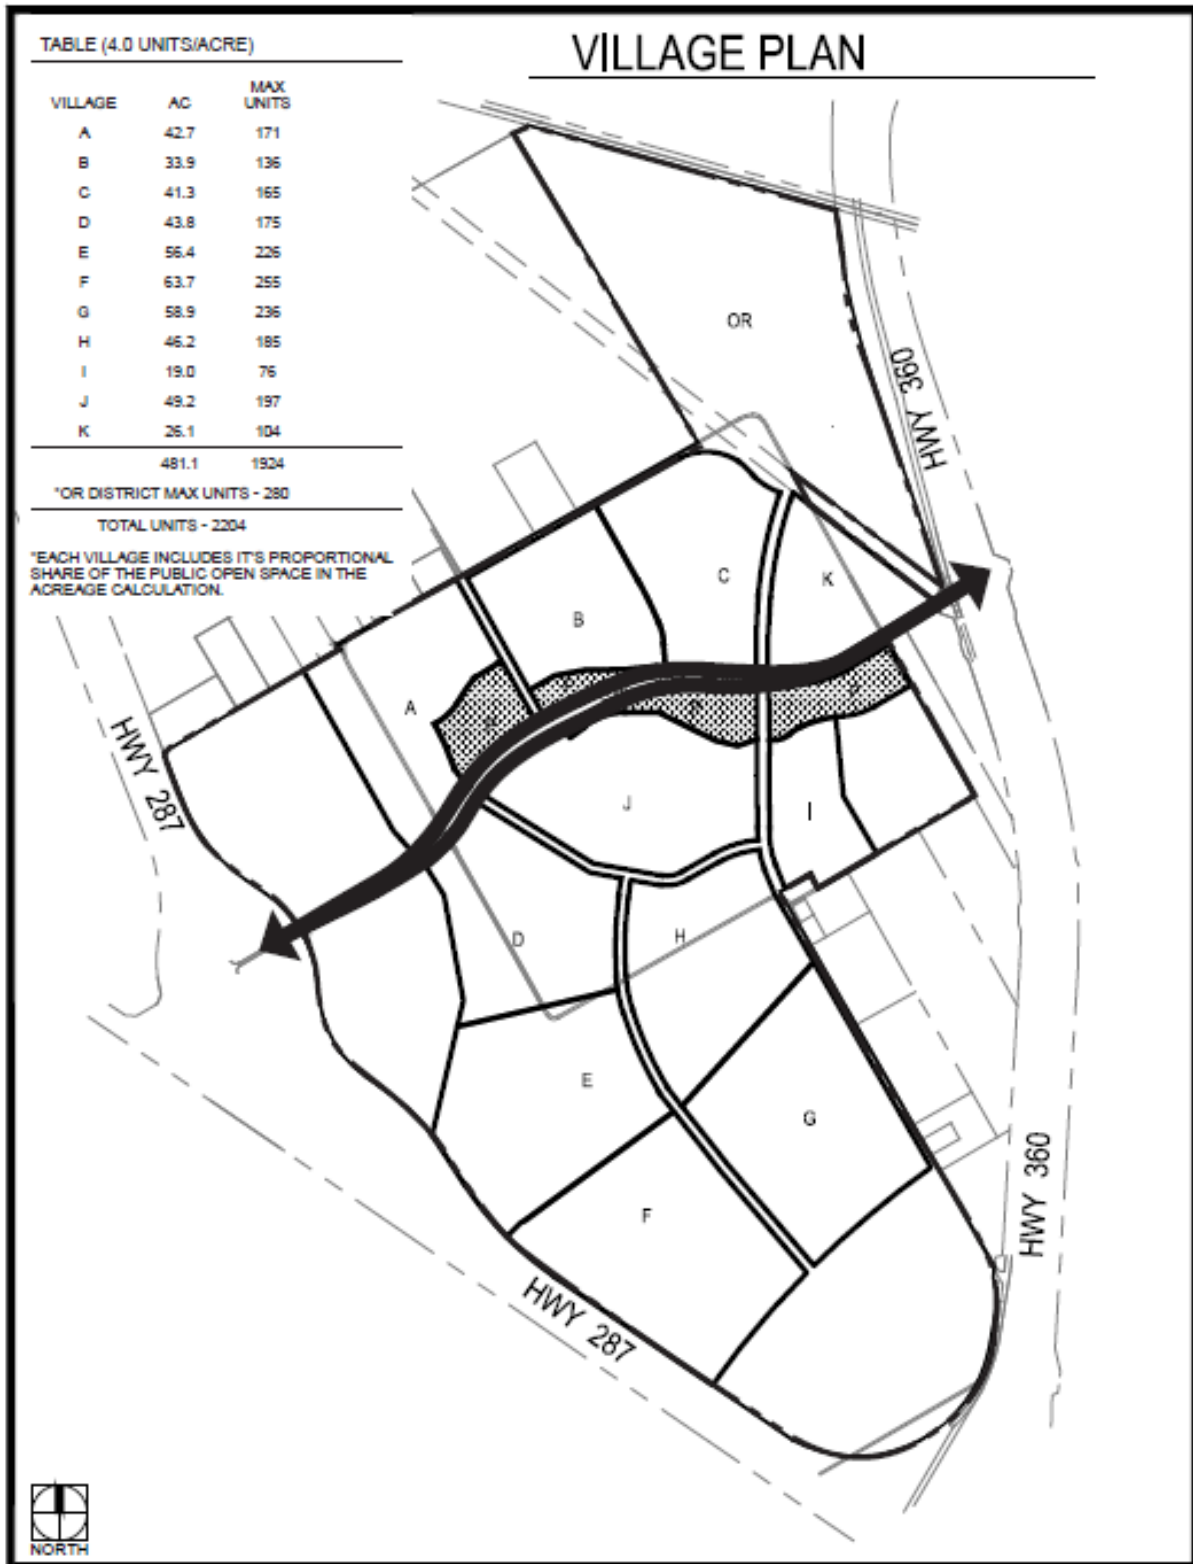 TABLE (4.0 UNITS/ACRE)
VILLAGE AC MAX UNITS
A 42.7 171
B 33.9 136
C 41.3 165
D 43.8 175
E 56.4 226
F 63.7 255
G 58.9 236
H 46.2 185
I 19.0 76
J 49.2 197
K 26.1 104
481.1 1924
*OR DISTRICT MAX UNITS - 280
TOTAL UNITS - 2204
*EACH VILLAGE INCLUDES IT'S PROPORTIONAL
SHARE OF THE PUBLIC OPEN SPACE IN THE
ACREAGE CALCULATION.
VILLAGE PLAN
OR
HWY 360
C
K
B
A
HWY 287
J
I
D
H
E
G
F
HWY 360
HWY 287
NORTH